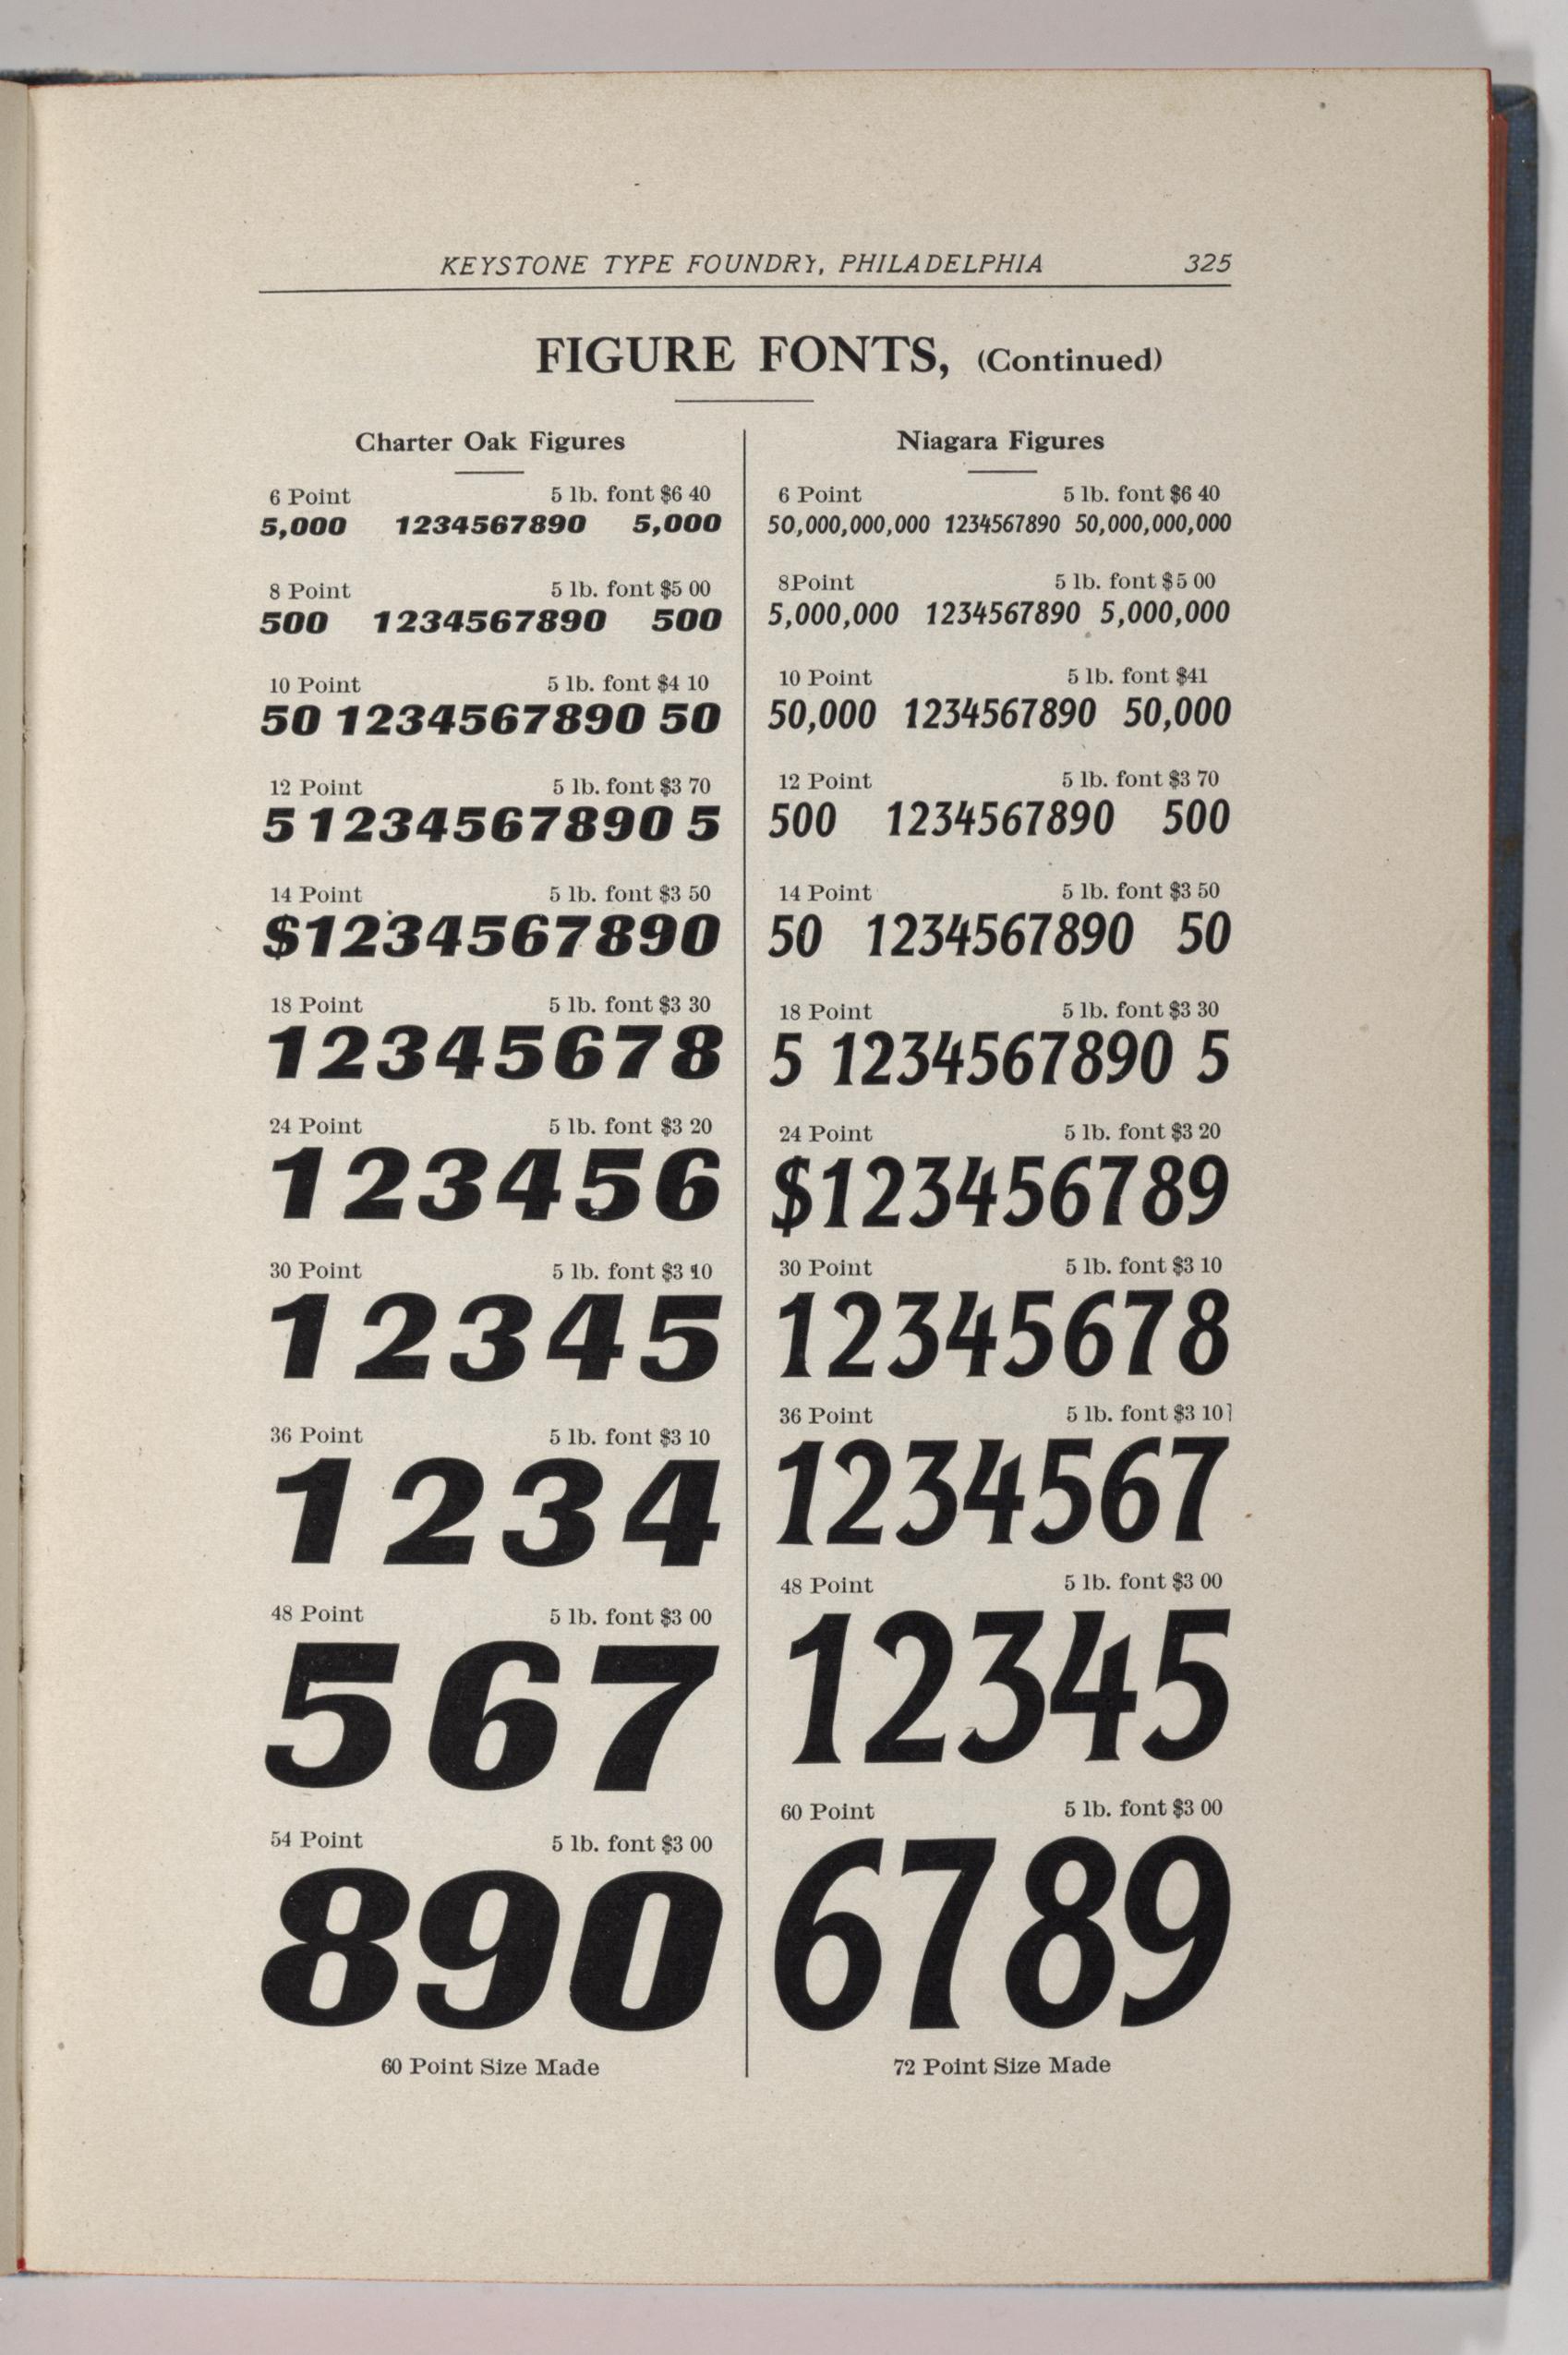 KEYSTONE TYPE FOUNDRY, PHILADELPHIA 325
FIGURE FONTS, (Continued)
Charter Oak Figures
6 Point 5 lb. font $6 40
5,000 1234567890 5,000
8 Point 5 lb. font $5 00
500 1234567890 500
10 Point 5 lb. font $4 10
50 1234567890 50
12 Point 5 lb. font $3 70
5 1234567890 5
14 Point 5 lb. font $3 50
$1234567890
18 Point 5 lb. font $3 30
12345678
24 Point 5 lb. font $3 20
123456
30 Point 5 lb. font $3 10
12345
36 Point 5 lb. font $3 10
1234
48 Point 5 lb. font $3 00
567
54 Point 5 lb. font $3 00
890
60 Point Size Made
Niagara Figures
6 Point 5 lb. font $6 40
50,000,000,000 1234567890 50,000,000,000
8Point 5 lb. font $5 00
5,000,000 1234567890 5,000,000
10 Point 5 lb. font $41
50,000 1234567890 50,000
12 Point 5 lb. font $3 70
500 1234567890 500
14 Point 5 lb. font $3 50
50 1234567890 50
18 Point 5 lb. font $3 30
5 1234567890 5
24 Point 5 lb. font $3 20
$123456789
30 Point 5 lb. font $3 10
12345678
36 Point 5 lb. font $3 10
1234567
48 Point 5 lb. font $3 00
12345
60 Point 5 lb. font $3 00
6789
72 Point Size Made